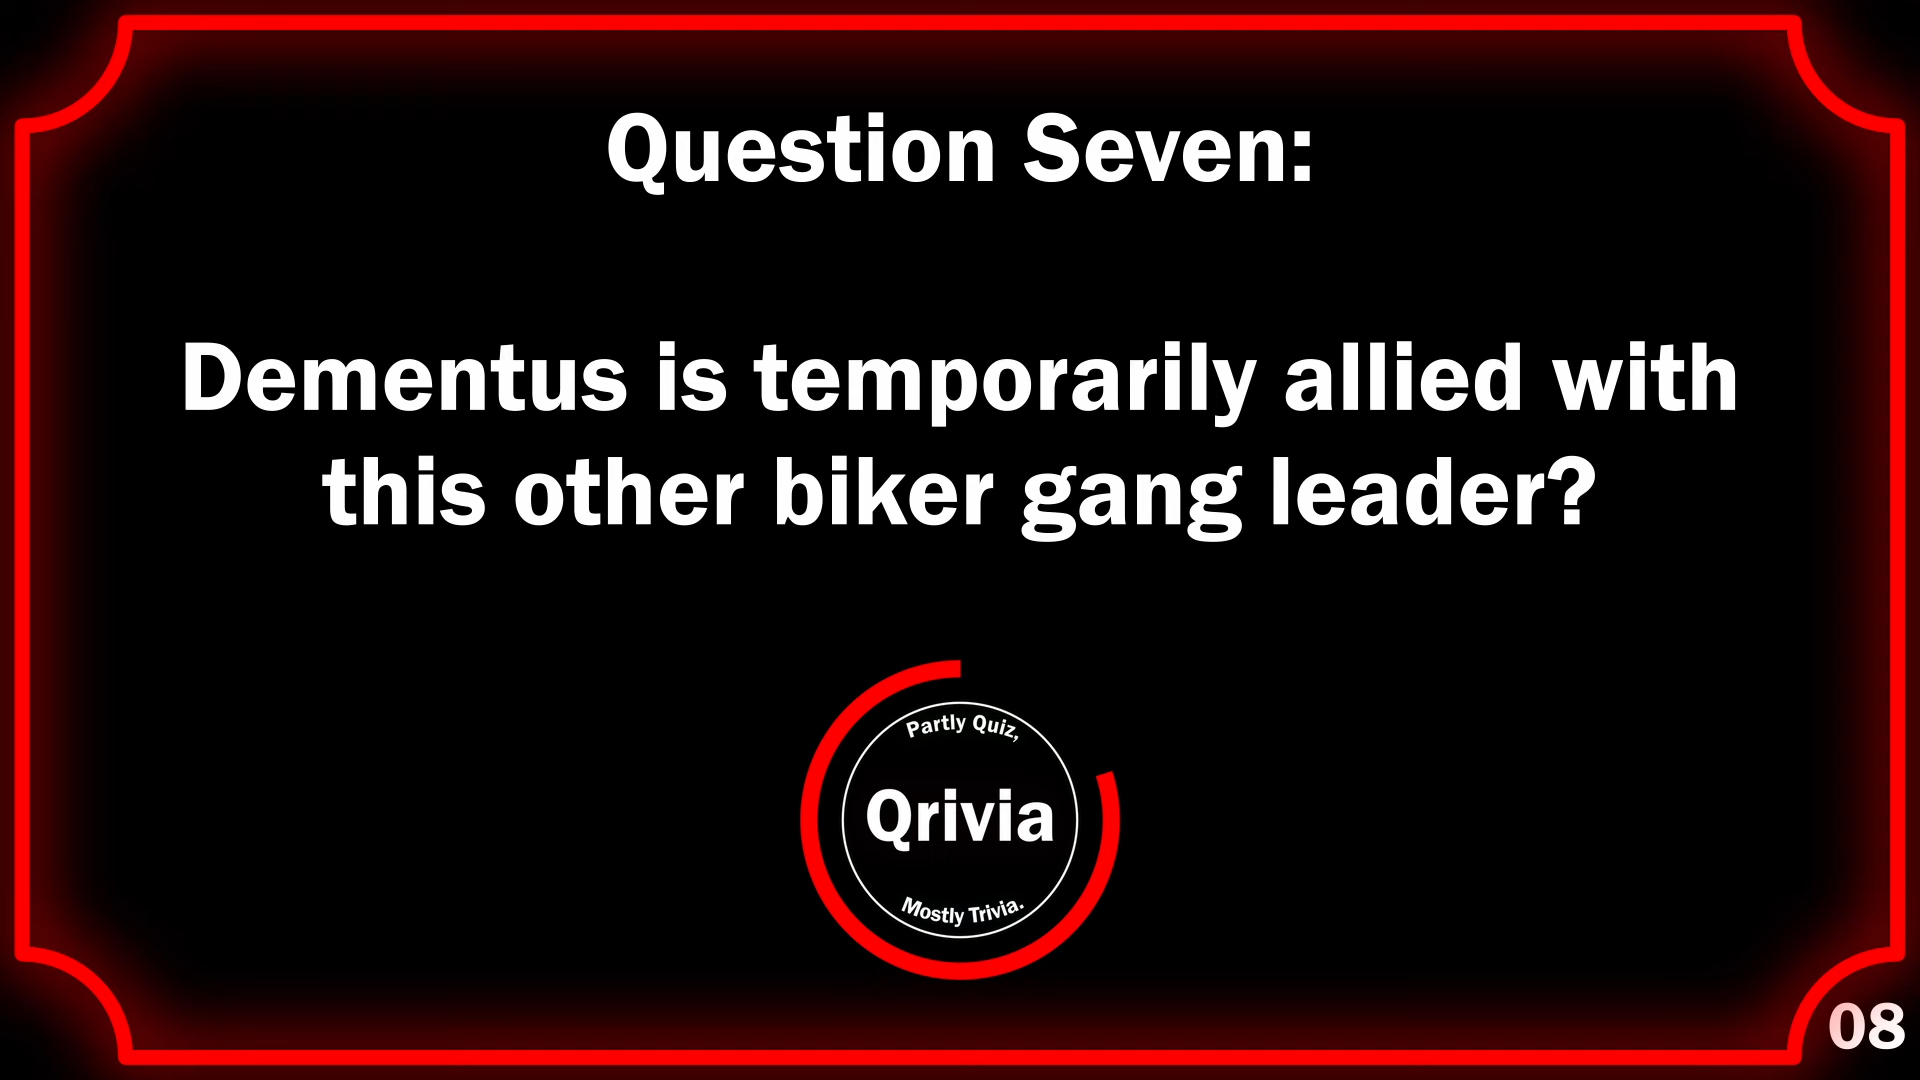 Question Seven:
Dementus is temporarily allied with
this other biker gang leader?
Partly Quiz,
Qrivia
Mostly Trivia.
08